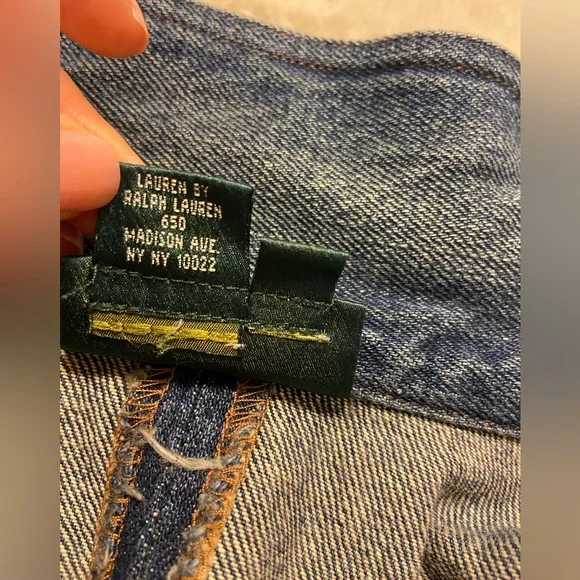 LAUREN BY
RALPH LAUREN
650
MADISON AVE.
NY NY 10022